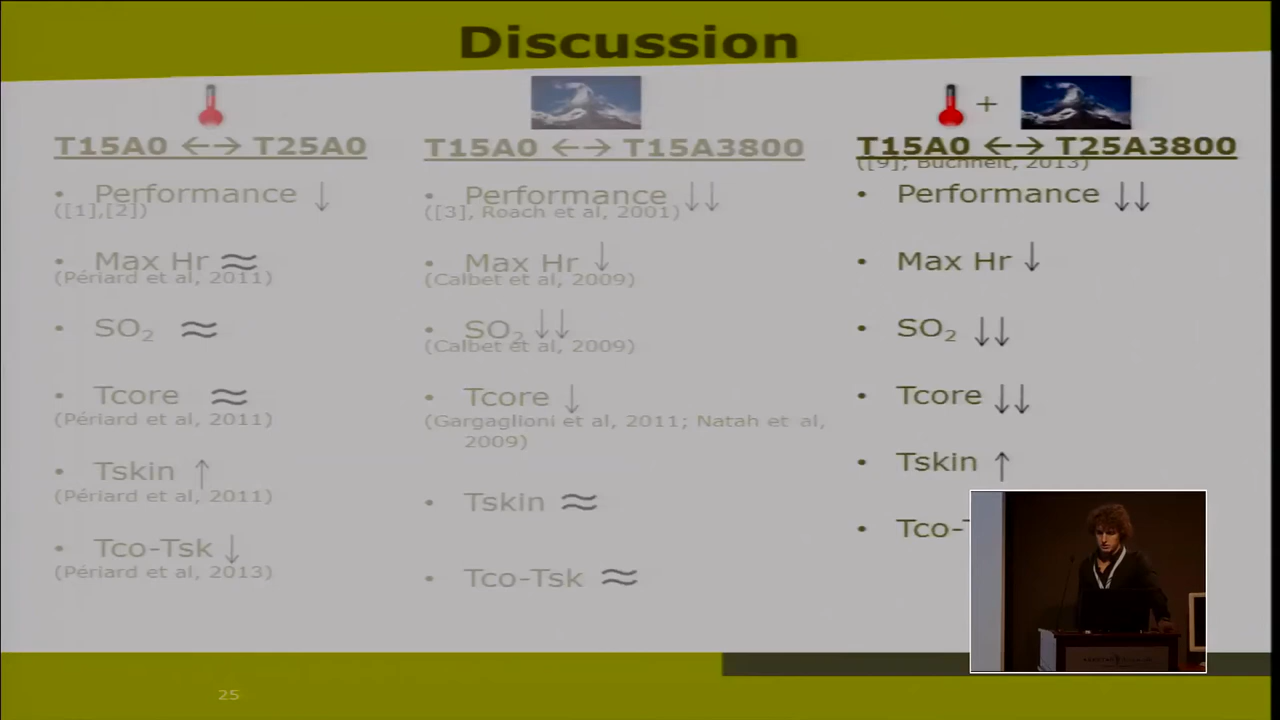 Discussion
+
T15A0 ←→ T25A0
• Performance ↓
([1],[2])
• Max Hr ≈
(Périard et al, 2011)
• SO₂ ≈
• Tcore ≈
(Périard et al, 2011)
• Tskin ↑
(Périard et al, 2011)
• Tco-Tsk ↓
(Périard et al, 2013)
T15A0 ←→ T15A3800
• Performance ↓↓
([3], Roach et al, 2001)
• Max Hr ↓
(Calbet et al, 2009)
• SO₂ ↓↓
(Calbet et al, 2009)
• Tcore ↓
(Gargaglioni et al, 2011; Natah et al,
2009)
• Tskin ≈
• Tco-Tsk ≈
T15A0 ←→ T25A3800
([9]; Buchheit, 2013)
• Performance ↓↓
• Max Hr ↓
• SO₂ ↓↓
• Tcore ↓↓
• Tskin ↑
• Tco-
25